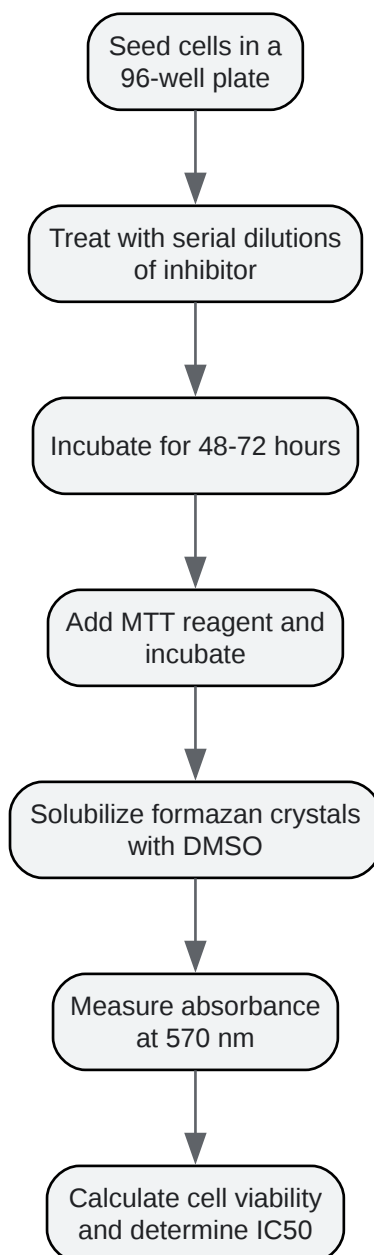 Seed cells in a
96-well plate
Treat with serial dilutions
of inhibitor
Incubate for 48-72 hours
Add MTT reagent and
incubate
Solubilize formazan crystals
with DMSO
Measure absorbance
at 570 nm
Calculate cell viability
and determine IC50